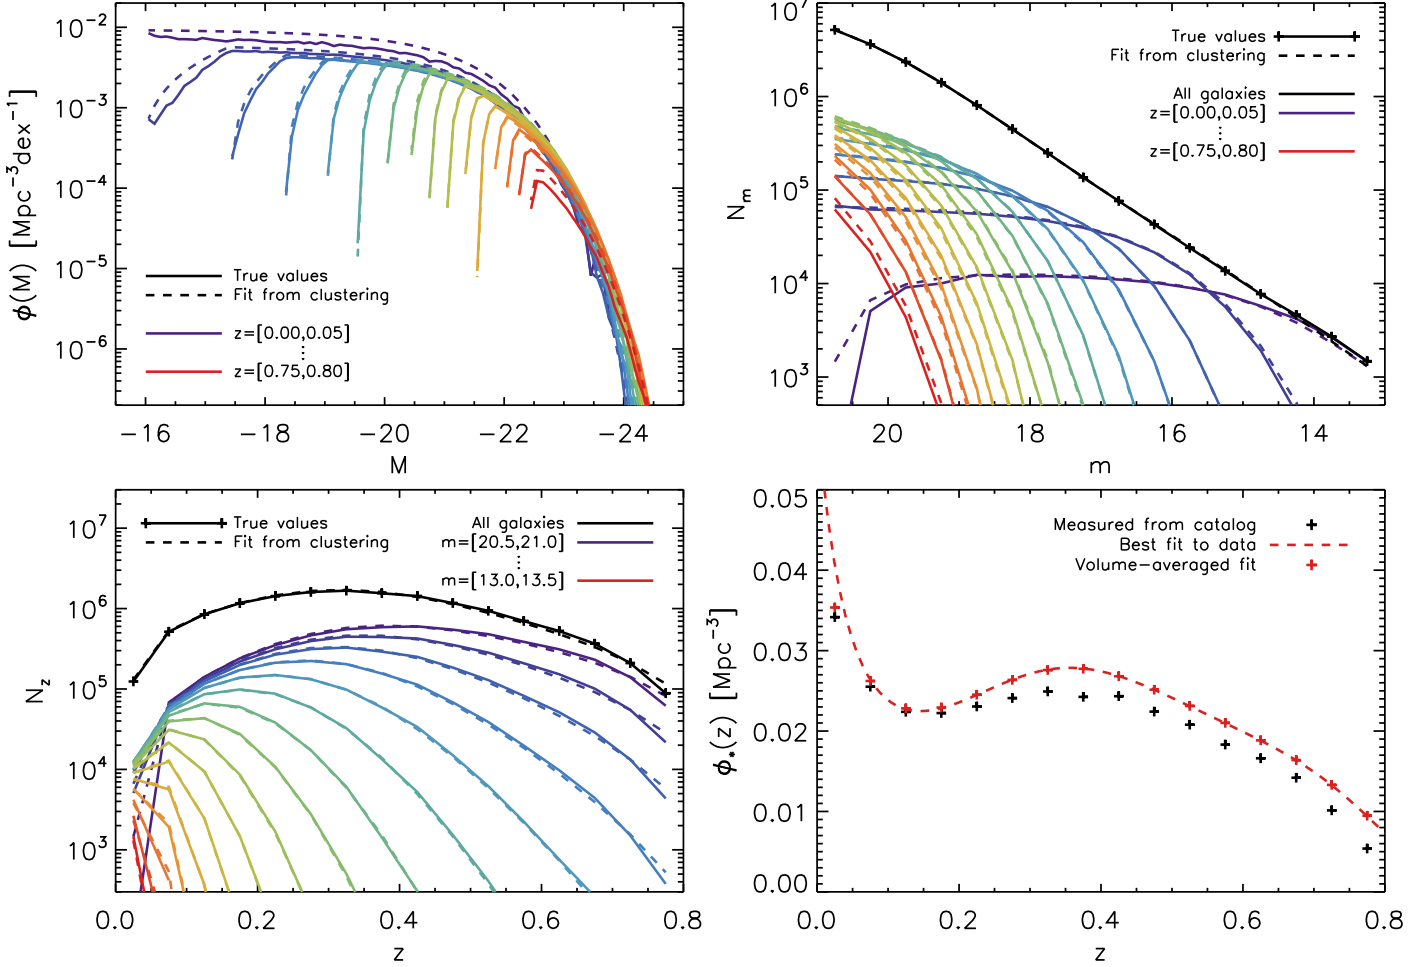 10⁻²
10⁻³
10⁻⁴
10⁻⁵
10⁻⁶
ϕ(M) [Mpc⁻³dex⁻¹]
True values
Fit from clustering
z=[0.00,0.05]
⋮
z=[0.75,0.80]
−16 −18 −20 −22 −24
M
10⁷
10⁶
10⁵
10⁴
10³
Nₘ
True values
Fit from clustering
All galaxies
z=[0.00,0.05]
⋮
z=[0.75,0.80]
20 18 16 14
m
10⁷
10⁶
10⁵
10⁴
10³
N_z
True values
Fit from clustering
All galaxies
m=[20.5,21.0]
⋮
m=[13.0,13.5]
0.0 0.2 0.4 0.6 0.8
z
0.05
0.04
0.03
0.02
0.01
0.00
ϕ*(z) [Mpc⁻³]
Measured from catalog
Best fit to data
Volume−averaged fit
0.0 0.2 0.4 0.6 0.8
z